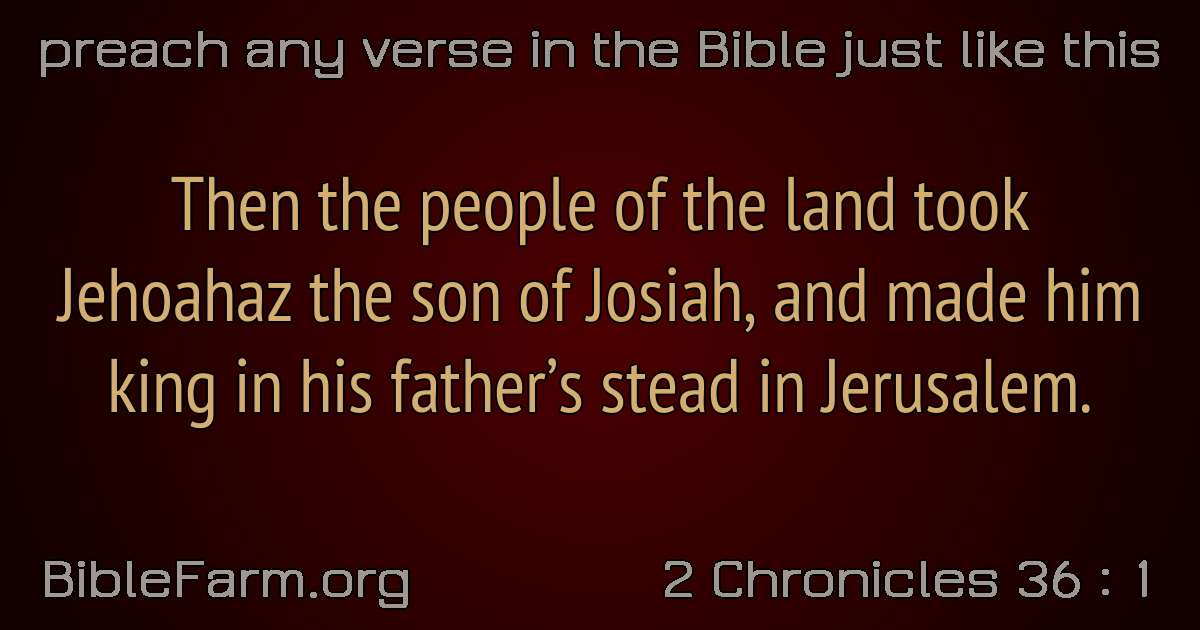 preach any verse in the Bible just like this
Then the people of the land took
Jehoahaz the son of Josiah, and made him
king in his father’s stead in Jerusalem.
BibleFarm.org
2 Chronicles 36 : 1